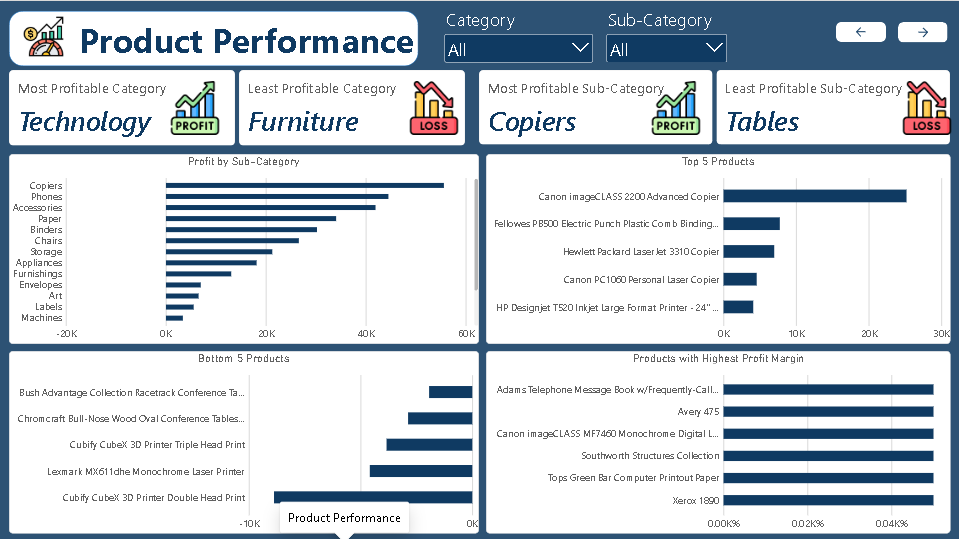 Product Performance
Category
Sub-Category
All
All
Most Profitable Category
Technology
PROFIT
Least Profitable Category
Furniture
LOSS
Most Profitable Sub-Category
Copiers
PROFIT
Least Profitable Sub-Category
Tables
LOSS
Profit by Sub-Category
Copiers
Phones
Accessories
Paper
Binders
Chairs
Storage
Appliances
Furnishings
Envelopes
Art
Labels
Machines
-20K 0K 20K 40K 60K
Top 5 Products
Canon imageCLASS 2200 Advanced Copier
Fellowes PB500 Electric Punch Plastic Comb Binding...
Hewlett Packard LaserJet 3310 Copier
Canon PC1060 Personal Laser Copier
HP Designjet T520 Inkjet Large Format Printer - 24" ...
0K 10K 20K 30K
Bottom 5 Products
Bush Advantage Collection Racetrack Conference Ta...
Chromcraft Bull-Nose Wood Oval Conference Tables...
Cubify CubeX 3D Printer Triple Head Print
Lexmark MX611dhe Monochrome Laser Printer
Cubify CubeX 3D Printer Double Head Print
-10K 0K
Product Performance
Products with Highest Profit Margin
Adams Telephone Message Book w/Frequently-Call...
Avery 475
Canon imageCLASS MF7460 Monochrome Digital L...
Southworth Structures Collection
Tops Green Bar Computer Printout Paper
Xerox 1890
0.00K% 0.02K% 0.04K%